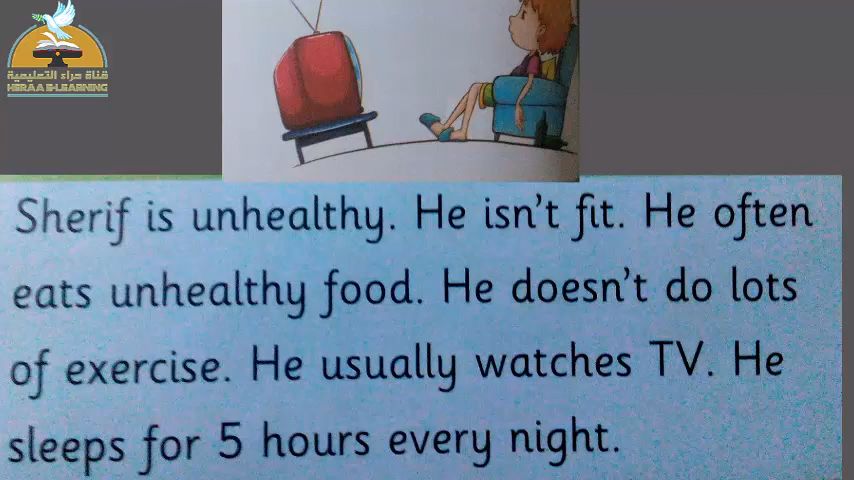 قناة حراء التعليمية
HERAA E-LEARNING
Sherif is unhealthy. He isn't fit. He often
eats unhealthy food. He doesn't do lots
of exercise. He usually watches TV. He
sleeps for 5 hours every night.